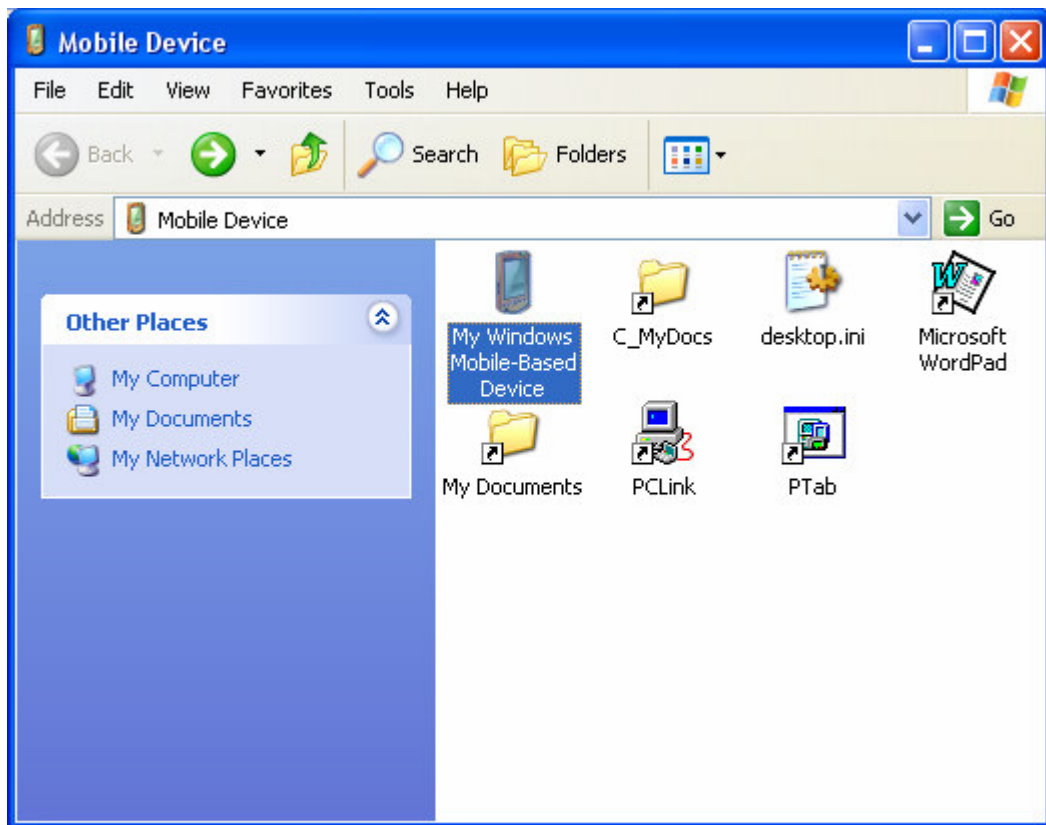 Mobile Device
File Edit View Favorites Tools Help
Back Search Folders
Address Mobile Device Go
Other Places
My Computer
My Documents
My Network Places
My Windows
Mobile-Based
Device
C_MyDocs
desktop.ini
Microsoft
WordPad
My Documents
PCLink
PTab